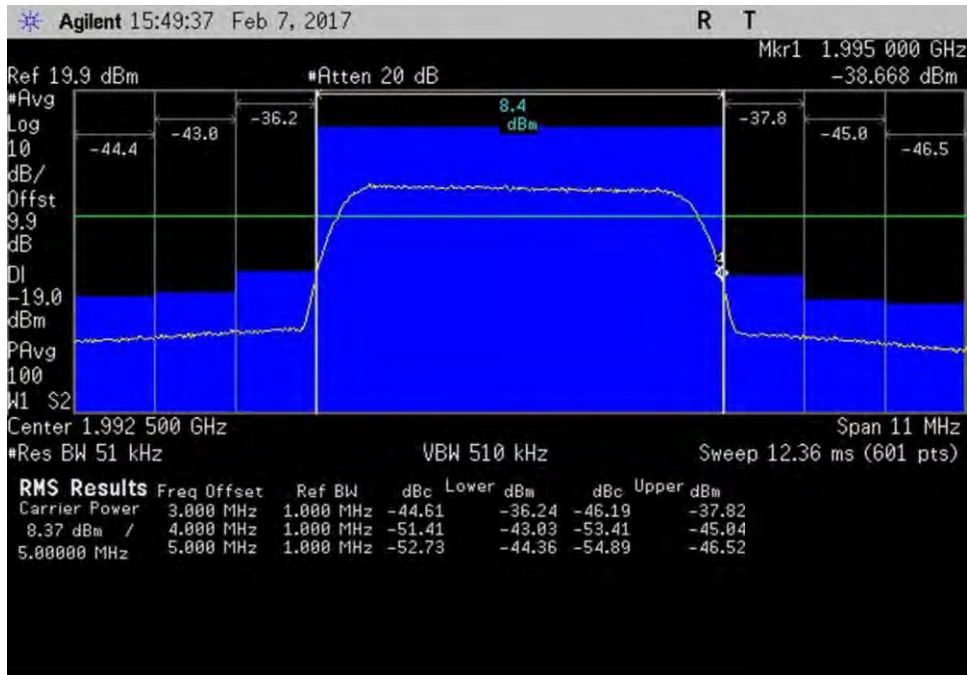 Agilent 15:49:37 Feb 7, 2017 R T
Mkr1 1.995 000 GHz
Ref 19.9 dBm #Atten 20 dB -38.668 dBm
#Avg
Log
10
dB/
Offst
9.9
dB
DI
-19.0
dBm
PAvg
100
W1 S2
-44.4 -43.0 -36.2 8.4 dBm -37.8 -45.0 -46.5
1
Center 1.992 500 GHz Span 11 MHz
#Res BW 51 kHz VBW 510 kHz Sweep 12.36 ms (601 pts)
RMS Results Freq Offset Ref BW dBc Lower dBm dBc Upper dBm
Carrier Power 3.000 MHz 1.000 MHz -44.61 -36.24 -46.19 -37.82
8.37 dBm / 4.000 MHz 1.000 MHz -51.41 -43.03 -53.41 -45.04
5.00000 MHz 5.000 MHz 1.000 MHz -52.73 -44.36 -54.89 -46.52